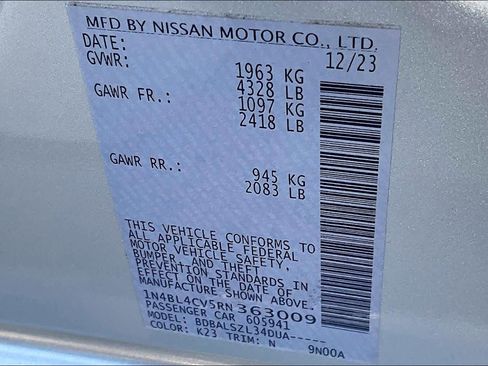 MFD BY NISSAN MOTOR CO., LTD.
DATE: 12/23
GVWR: 1963 KG
4328 LB
GAWR FR.: 1097 KG
2418 LB
GAWR RR.: 945 KG
2083 LB
THIS VEHICLE CONFORMS TO
ALL APPLICABLE FEDERAL
MOTOR VEHICLE SAFETY,
BUMPER, AND THEFT
PREVENTION STANDARDS IN
EFFECT ON THE DATE OF
MANUFACTURE SHOWN ABOVE.
1N4BL4CV5RN363009
PASSENGER CAR 605941
MODEL: BDBALSZL34DUA-----
COLOR: K23 TRIM: N 9N00A